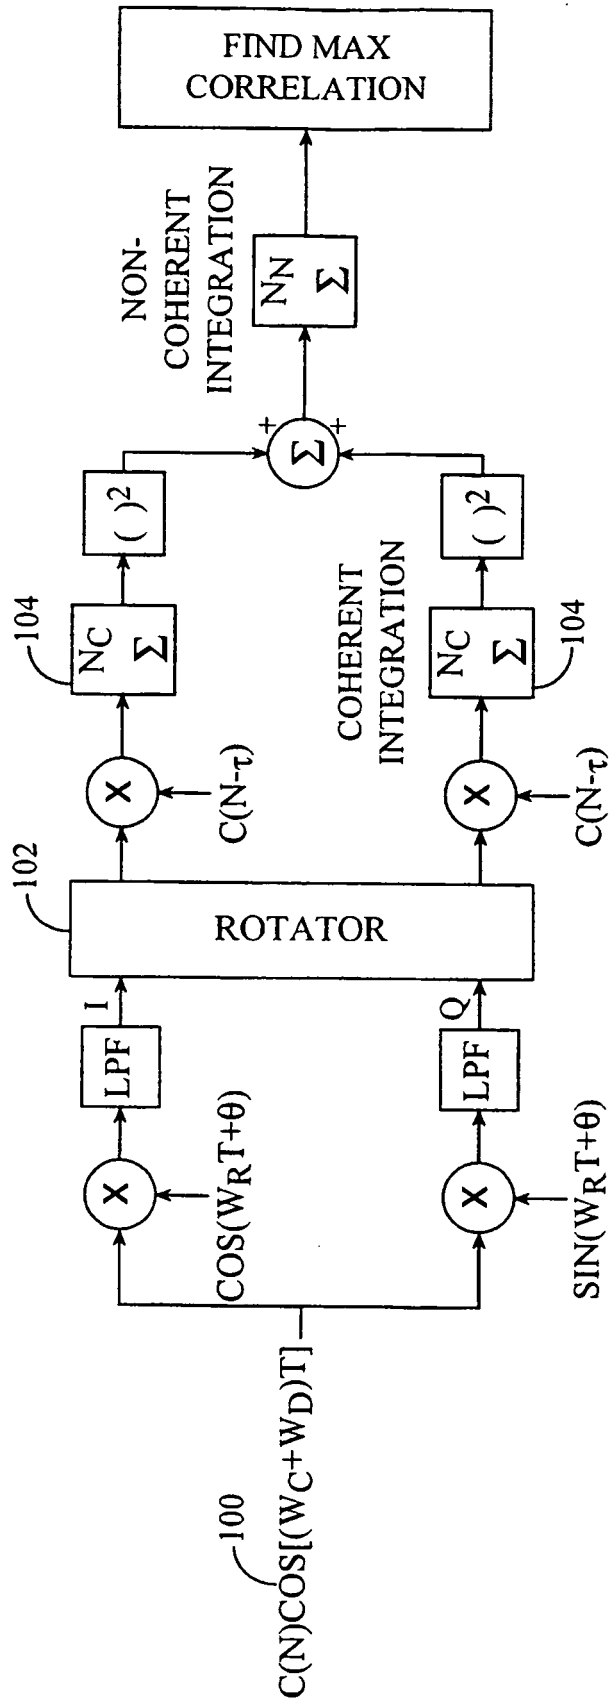 100
C(N)COS[(W_C+W_D)T]
X
COS(W_RT+θ)
LPF
I
X
SIN(W_RT+θ)
LPF
Q
102
ROTATOR
X
C(N-τ)
104
N_C
Σ
( )²
X
C(N-τ)
COHERENT
INTEGRATION
N_C
Σ
104
( )²
+
Σ
+
NON-
COHERENT
INTEGRATION
N_N
Σ
FIND MAX
CORRELATION